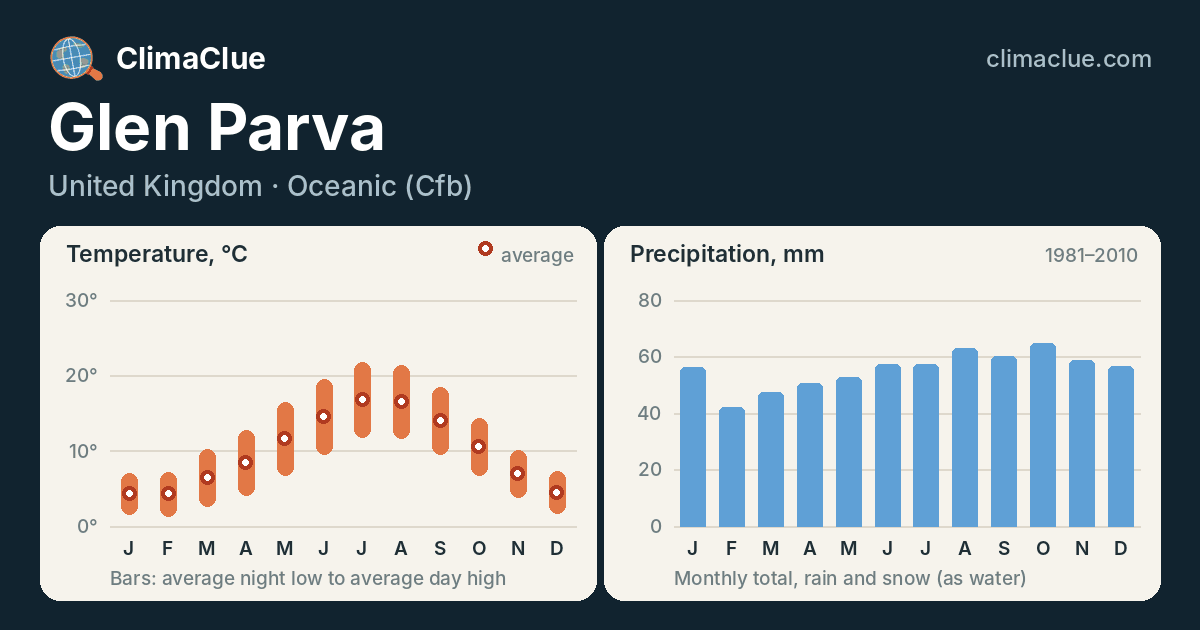 ClimaClue
climaclue.com
Glen Parva
United Kingdom · Oceanic (Cfb)
Temperature, °C
average
30°
20°
10°
0°
J F M A M J J A S O N D
Bars: average night low to average day high
Precipitation, mm
1981–2010
80
60
40
20
0
J F M A M J J A S O N D
Monthly total, rain and snow (as water)